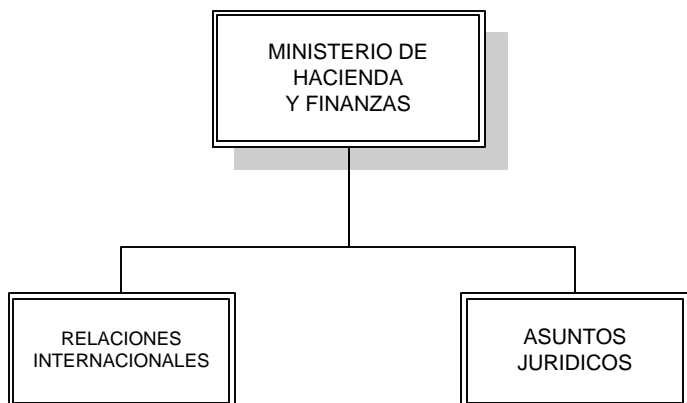 MINISTERIO DE
HACIENDA
Y FINANZAS
RELACIONES
INTERNACIONALES
ASUNTOS
JURIDICOS